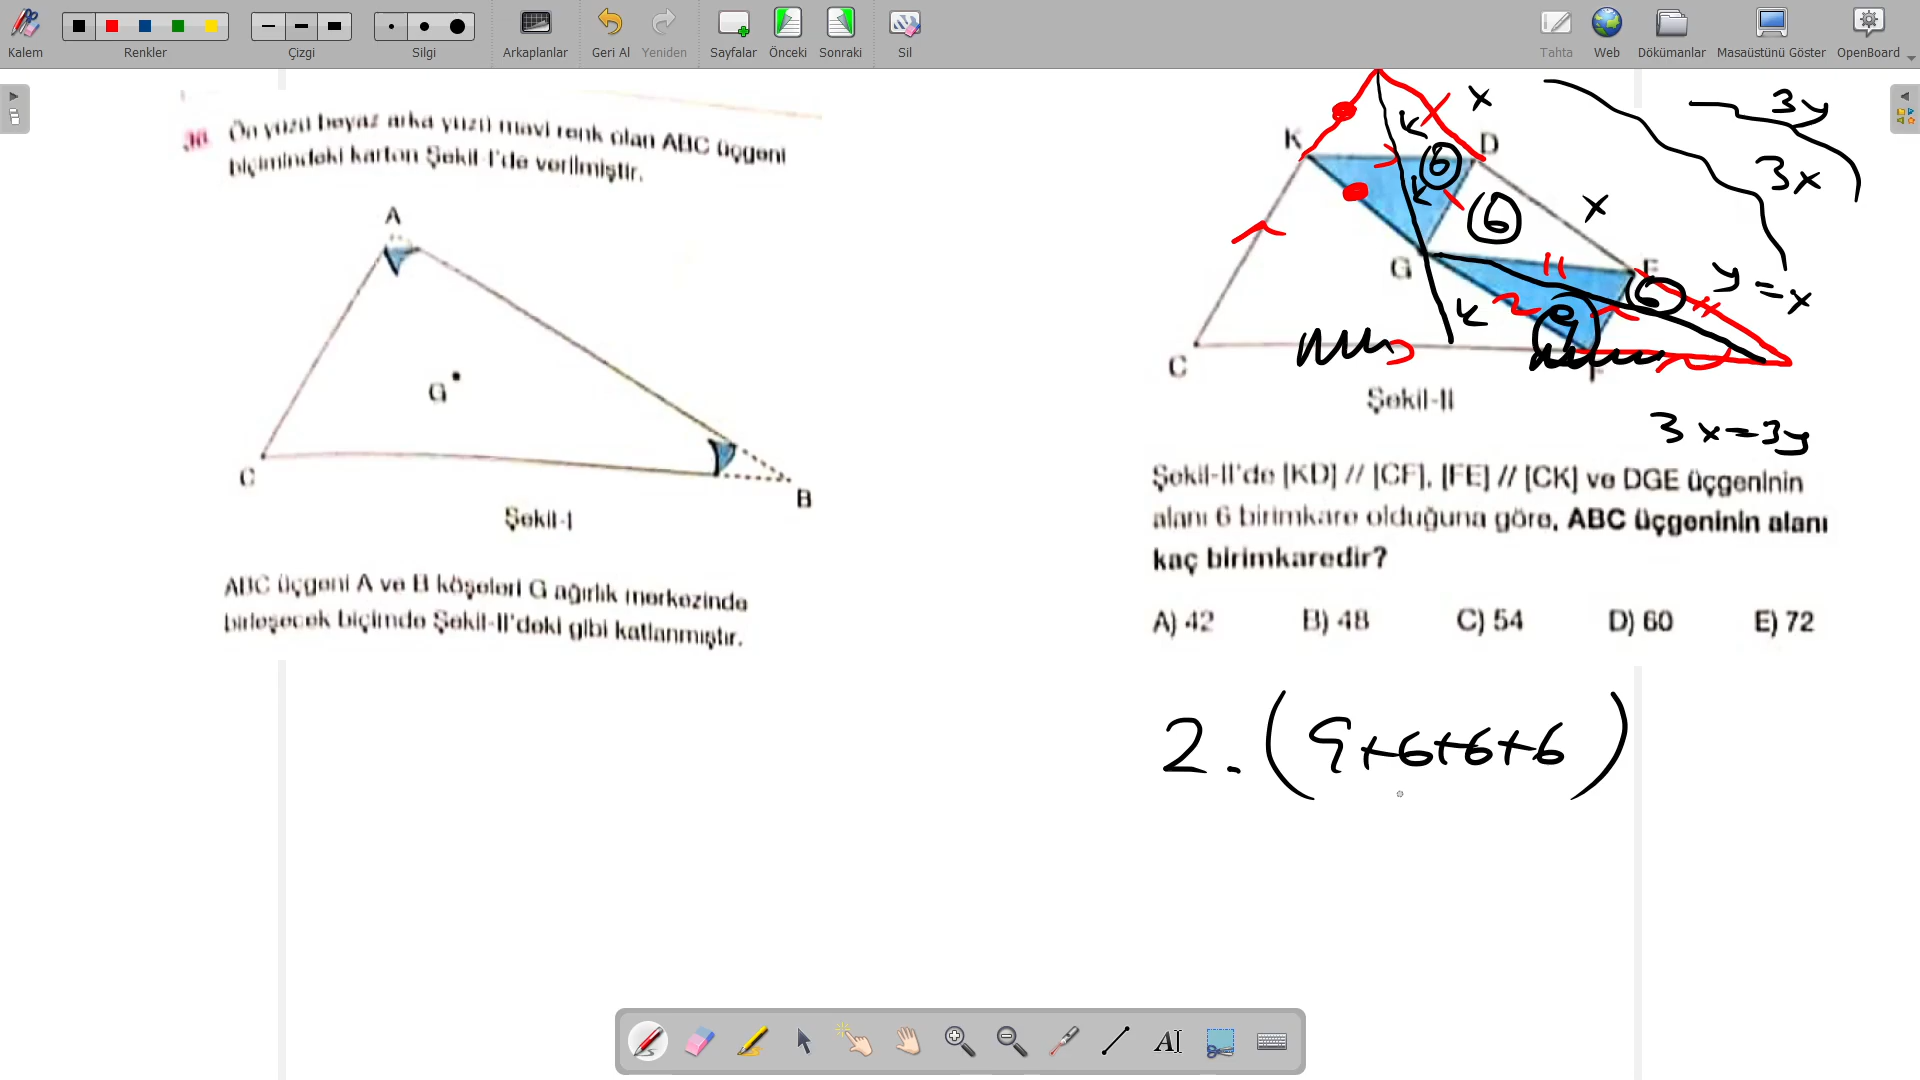 Kalem
Renkler
Çizgi
Silgi
Arkaplanlar
Geri Al
Yeniden
Sayfalar
Önceki
Sonraki
Sil
Tahta
Web
Dökümanlar
Masaüstünü Göster
OpenBoard
30 Ön yüzü beyaz arka yüzü mavi renk olan ABC üçgeni
biçimindeki karton Şekil-I'de verilmiştir.
A
G
C
B
Şekil-I
ABC üçgeni A ve B köşeleri G ağırlık merkezinde
birleşecek biçimde Şekil-II'deki gibi katlanmıştır.
K
D
x
3y
3x
6
6
x
G
E
y = x
6
9
C
F
Şekil-II
3x=3y
Şekil-II'de [KD] // [CF], [FE] // [CK] ve DGE üçgeninin
alanı 6 birimkare olduğuna göre, ABC üçgeninin alanı
kaç birimkaredir?
A) 42 B) 48 C) 54 D) 60 E) 72
2.(9+6+6+6)